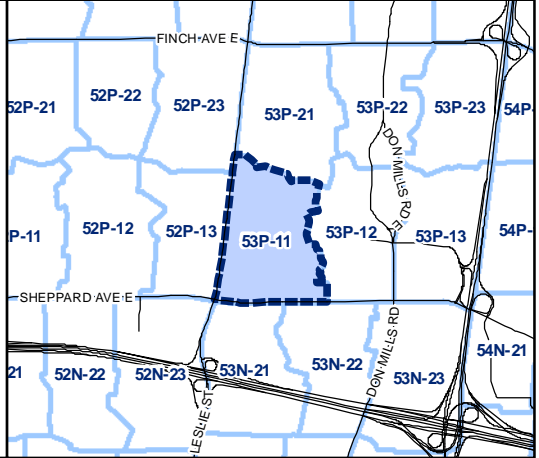 FINCH AVE E
52P-21
52P-22
52P-23
53P-21
53P-22
53P-23
54P-
DON MILLS RD E
P-11
52P-12
52P-13
53P-11
53P-12
53P-13
54P-
SHEPPARD AVE E
21
52N-22
52N-23
53N-21
53N-22
53N-23
54N-21
DON MILLS RD
LESLIE ST